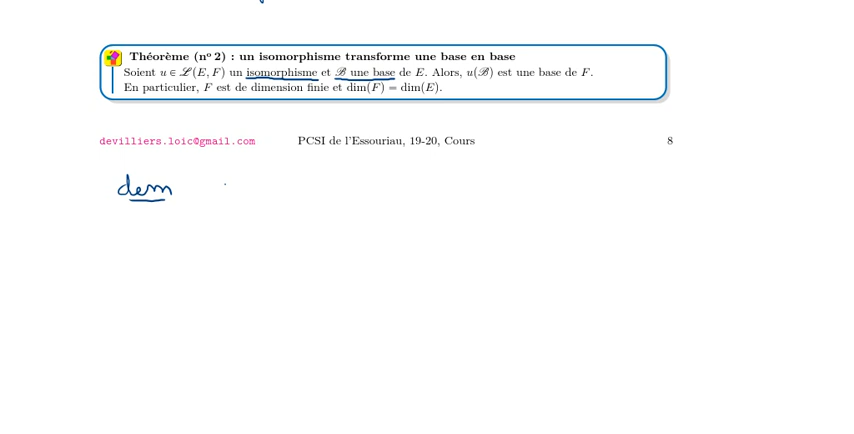 Théorème (nº 2) : un isomorphisme transforme une base en base
Soient u ∈ ℒ(E, F) un isomorphisme et ℬ une base de E. Alors, u(ℬ) est une base de F.
En particulier, F est de dimension finie et dim(F) = dim(E).
devilliers.loic@gmail.com PCSI de l'Essouriau, 19-20, Cours 8
dem